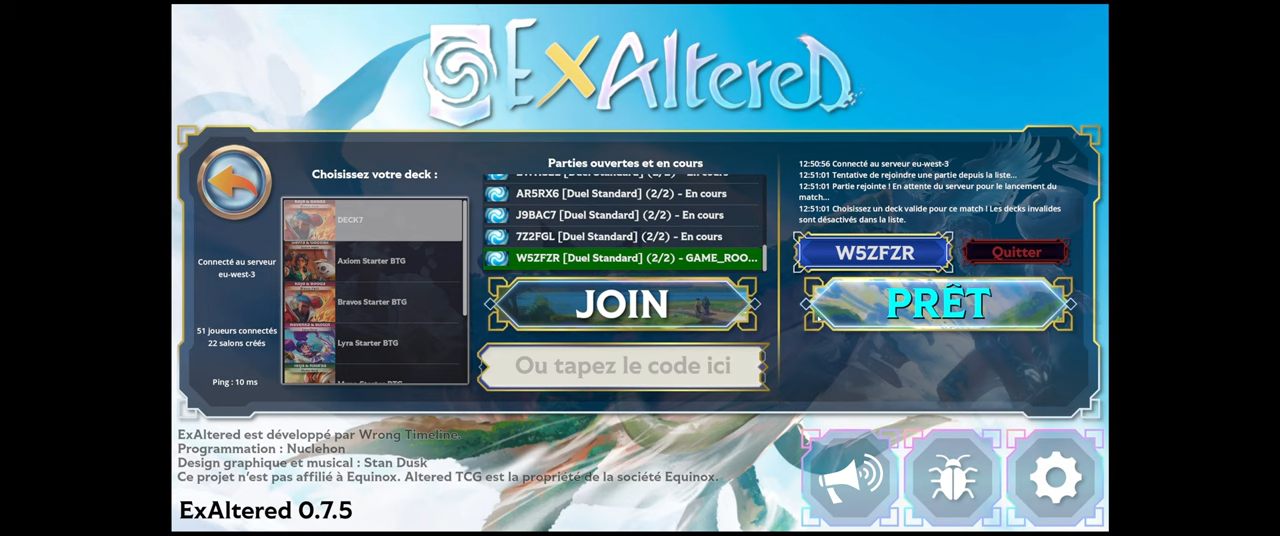 EXAltereD
Choisissez votre deck :
DECK7
Axiom Starter BTG
Bravos Starter BTG
Lyra Starter BTG
Connecté au serveur
eu-west-3
51 joueurs connectés
22 salons créés
Ping : 10 ms
Parties ouvertes et en cours
AR5RX6 [Duel Standard] (2/2) - En cours
J9BAC7 [Duel Standard] (2/2) - En cours
7Z2FGL [Duel Standard] (2/2) - En cours
W5ZFZR [Duel Standard] (2/2) - GAME_ROO...
JOIN
Ou tapez le code ici
12:50:56 Connecté au serveur eu-west-3
12:51:01 Tentative de rejoindre une partie depuis la liste...
12:51:01 Partie rejointe ! En attente du serveur pour le lancement du
match...
12:51:01 Choisissez un deck valide pour ce match ! Les decks invalides
sont désactivés dans la liste.
W5ZFZR
Quitter
PRÊT
ExAltered est développé par Wrong Timeline.
Programmation : Nuclehon
Design graphique et musical : Stan Dusk
Ce projet n'est pas affilié à Equinox. Altered TCG est la propriété de la société Equinox.
ExAltered 0.7.5